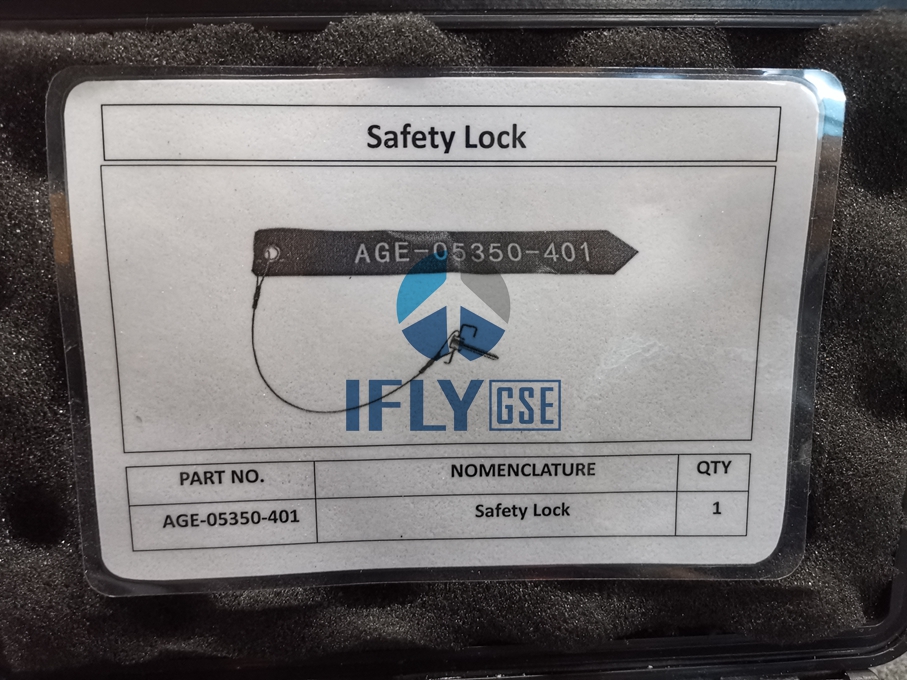 Safety Lock
AGE-05350-401
IFLY GSE
PART NO. NOMENCLATURE QTY
AGE-05350-401 Safety Lock 1